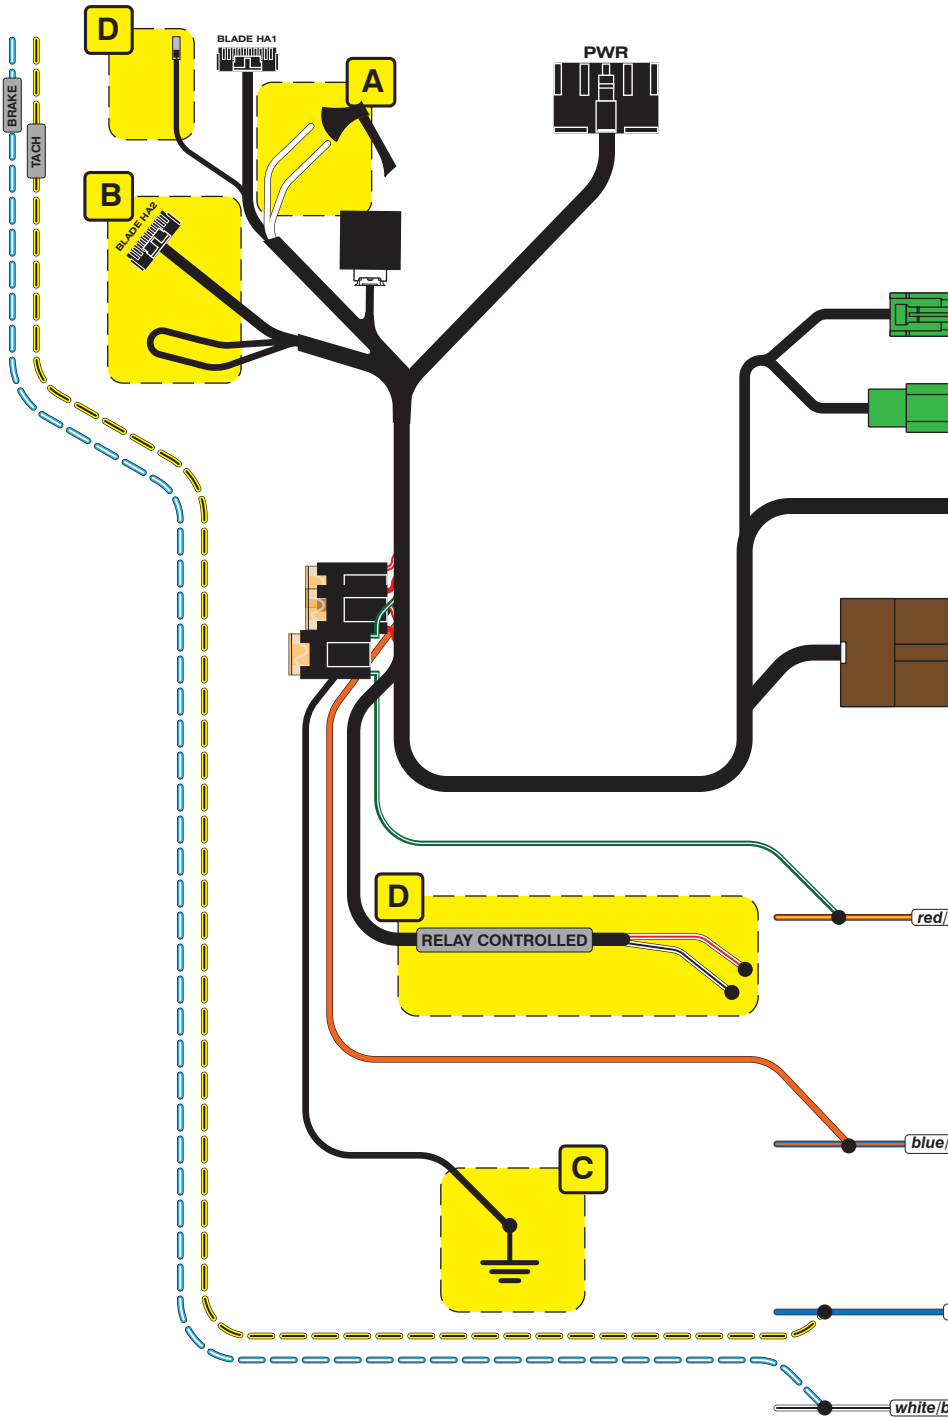 D
BLADE HA1
PWR
A
BRAKE
TACH
B
BLADE HA2
D
red/
RELAY CONTROLLED
blue/
C
white/b